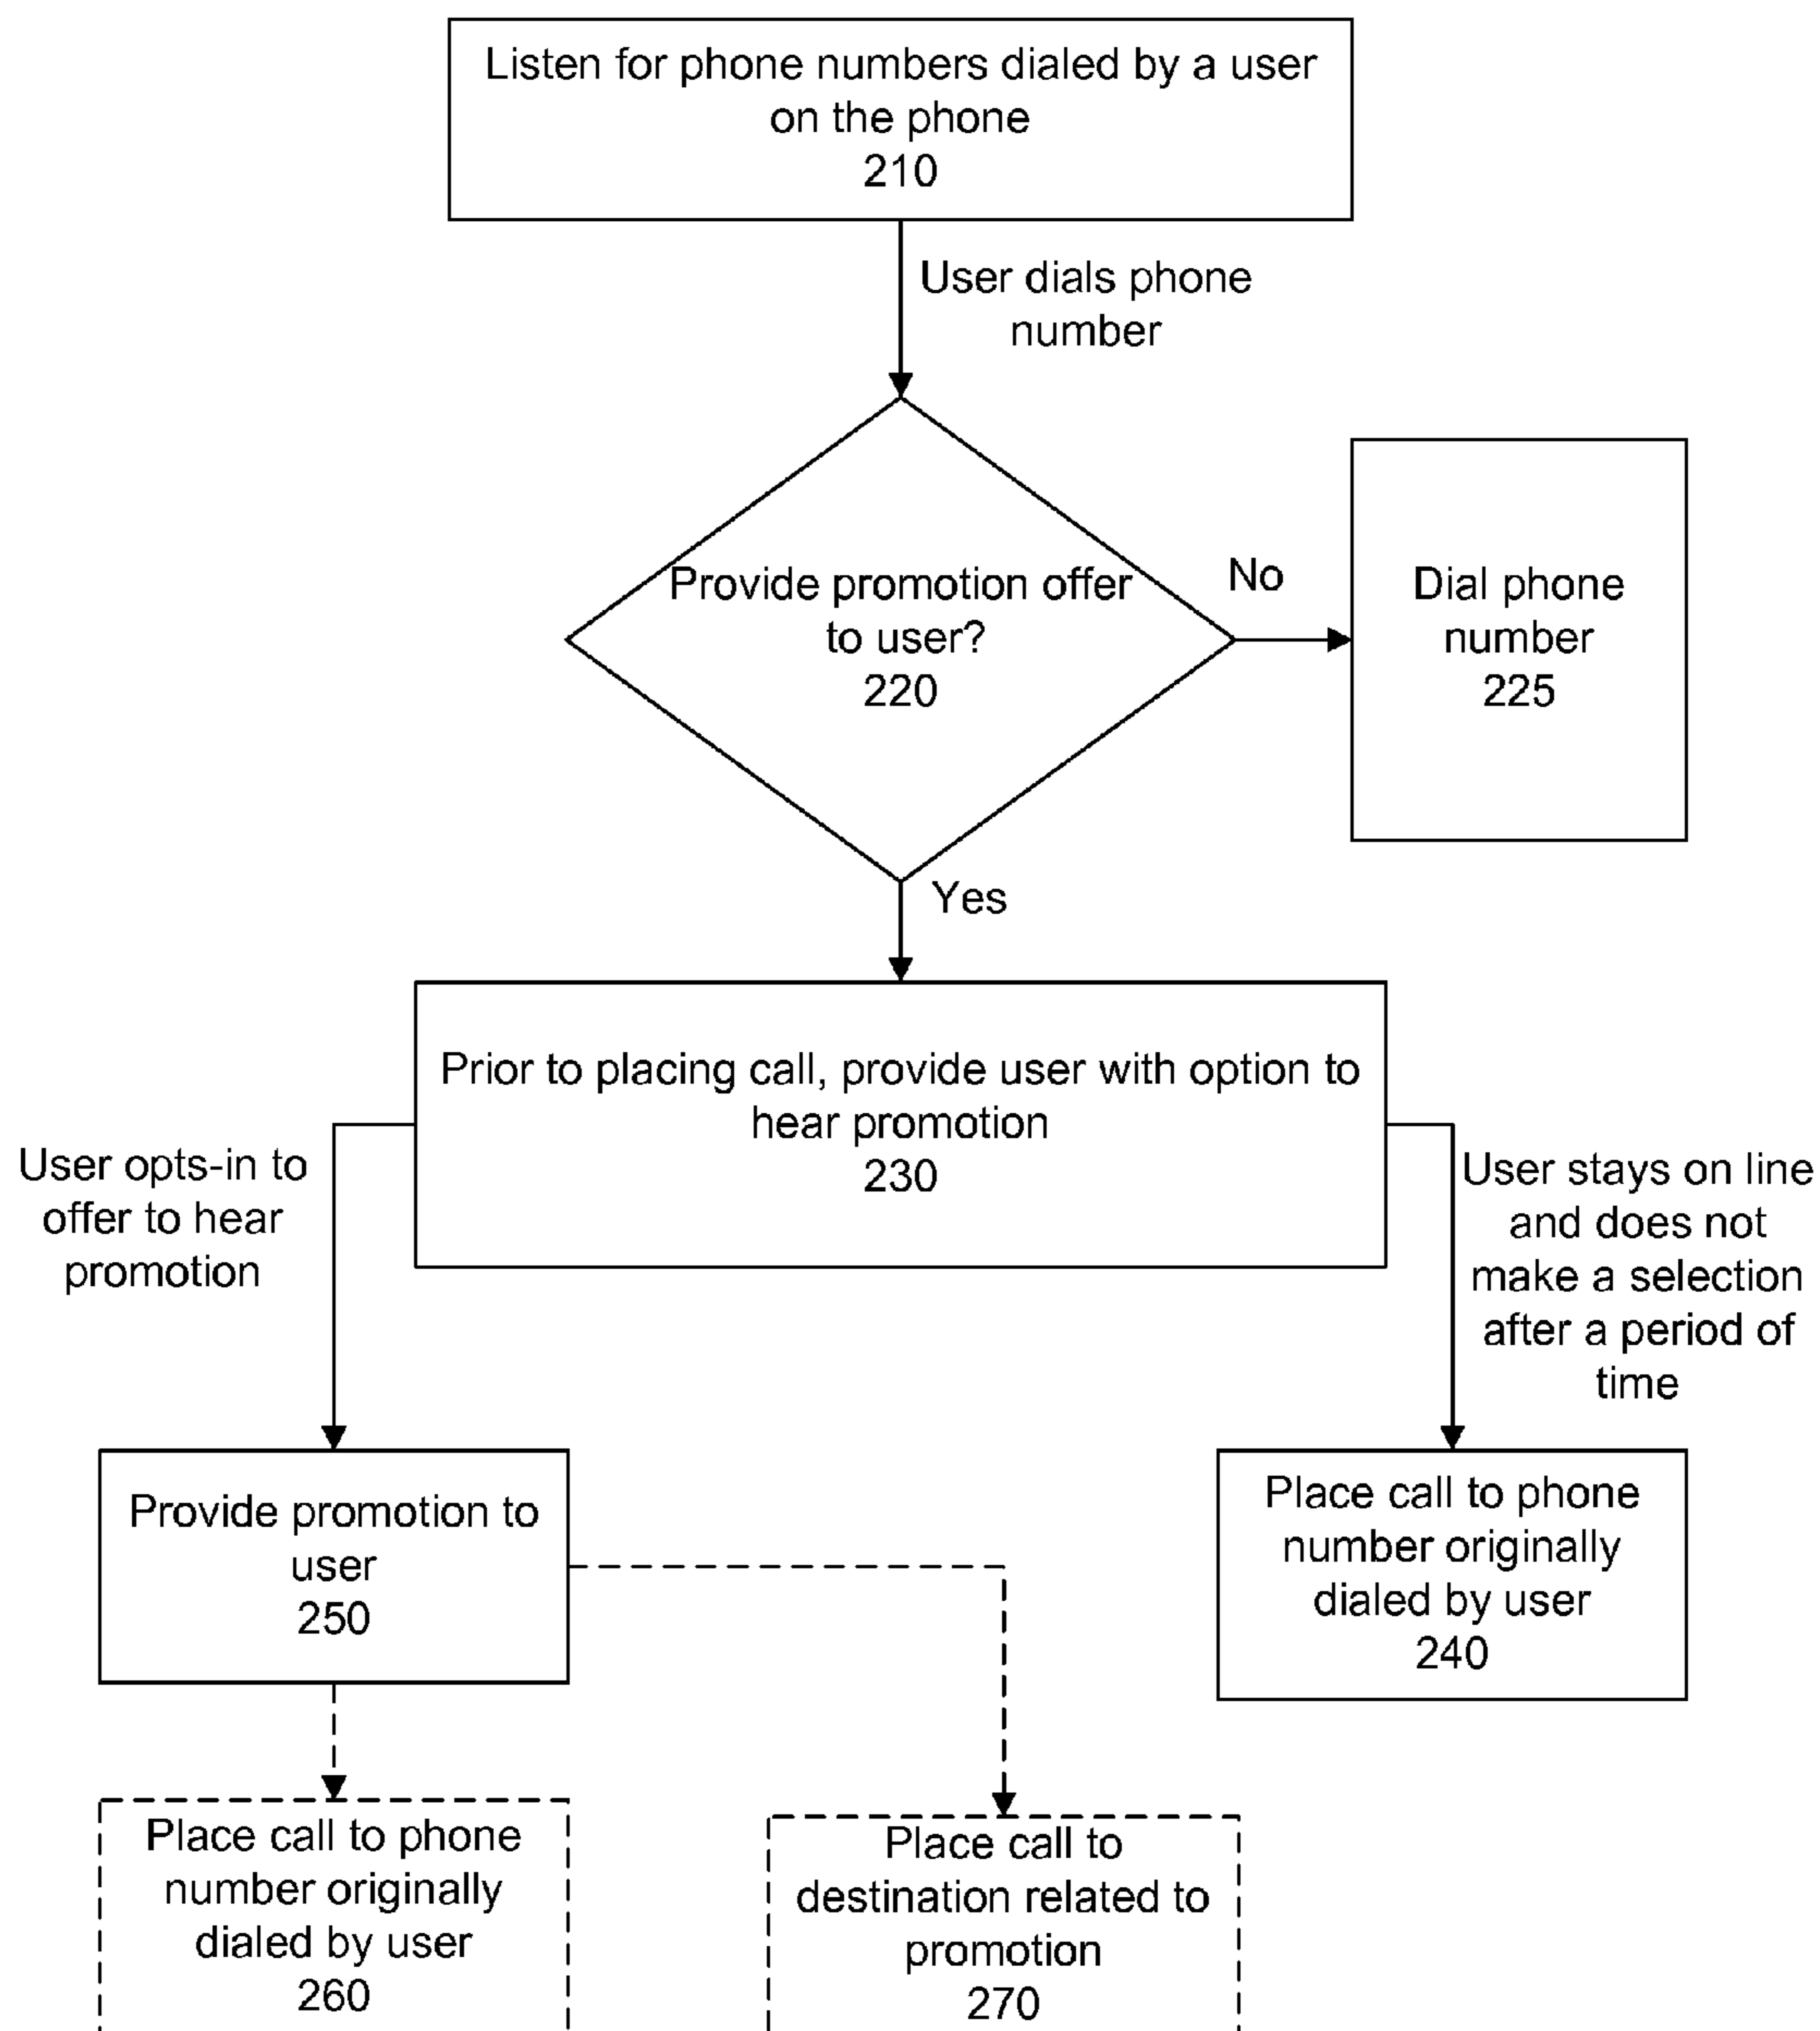 Listen for phone numbers dialed by a user
on the phone
210
User dials phone
number
Provide promotion offer
to user?
220
No
Dial phone
number
225
Yes
Prior to placing call, provide user with option to
hear promotion
230
User opts-in to
offer to hear
promotion
User stays on line
and does not
make a selection
after a period of
time
Provide promotion to
user
250
Place call to phone
number originally
dialed by user
240
Place call to phone
number originally
dialed by user
260
Place call to
destination related to
promotion
270